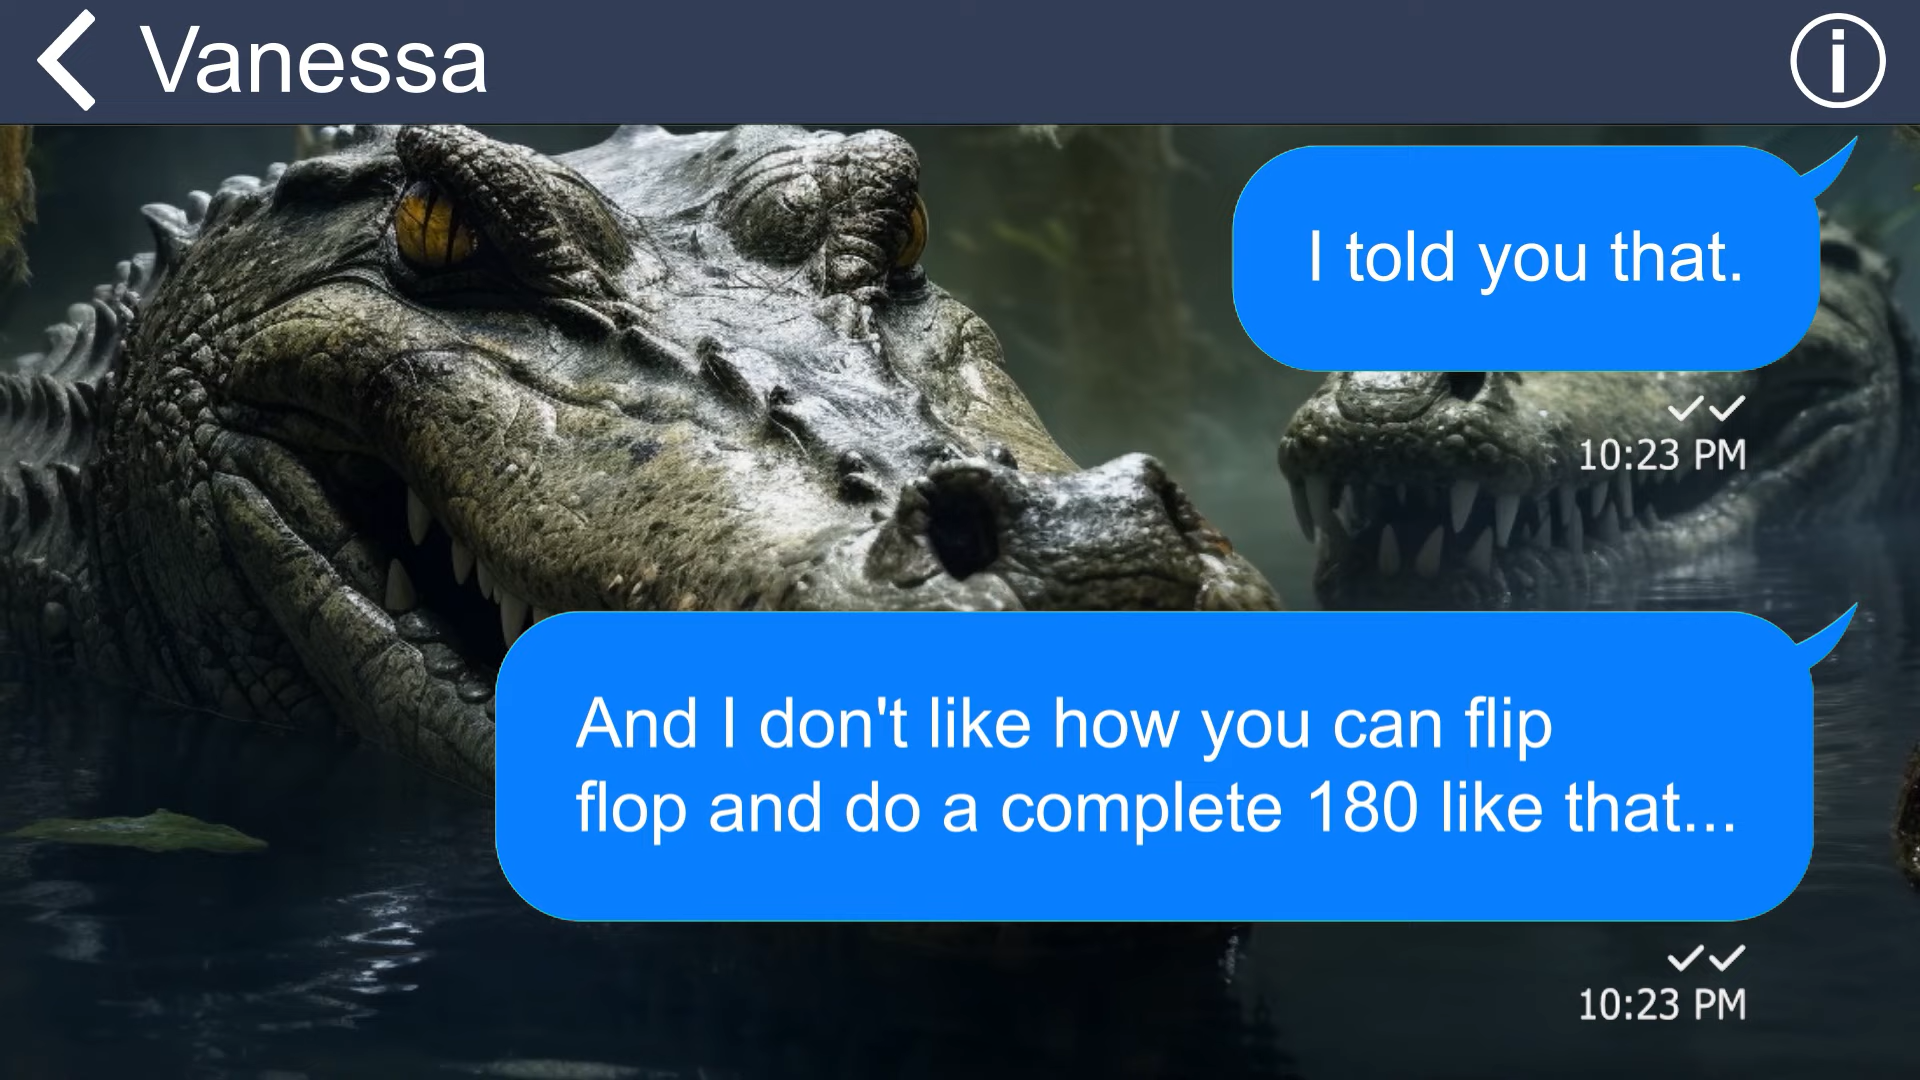 Vanessa
I told you that.
10:23 PM
And I don't like how you can flip
flop and do a complete 180 like that...
10:23 PM